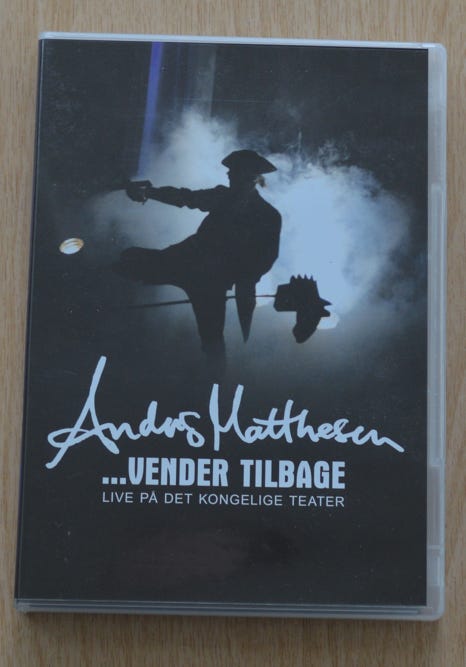 Anders Matthesen
...VENDER TILBAGE
LIVE PÅ DET KONGELIGE TEATER